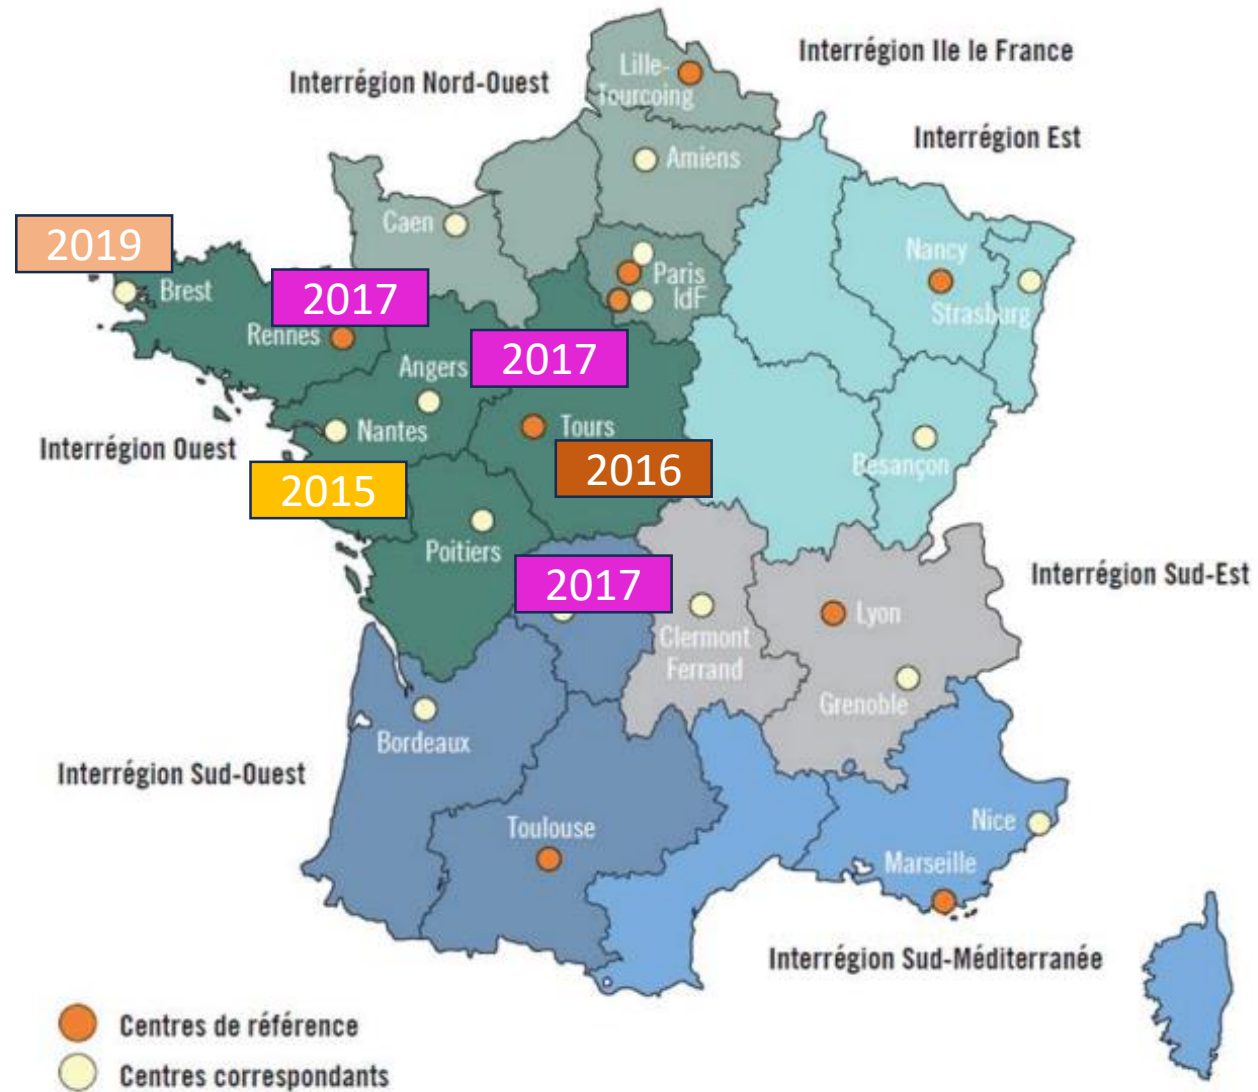 Interrégion Ile le France
Lille-
Tourcoing
Interrégion Nord-Ouest
Interrégion Est
Amiens
Caen
2019
Nancy
Paris
IdF
Brest
2017
Strasburg
Rennes
2017
Angers
Tours
Nantes
Interrégion Ouest
2016
Besançon
2015
Poitiers
2017
Interrégion Sud-Est
Lyon
Clermont
Ferrand
Grenoble
Bordeaux
Interrégion Sud-Ouest
Nice
Toulouse
Marseille
Interrégion Sud-Méditerranée
Centres de référence
Centres correspondants